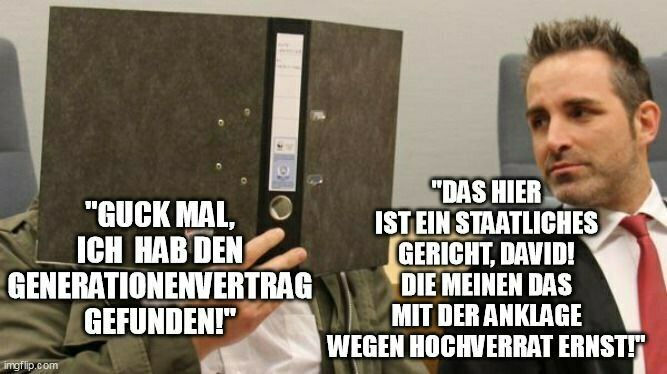 "GUCK MAL,
ICH HAB DEN
GENERATIONENVERTRAG
GEFUNDEN!"
"DAS HIER
IST EIN STAATLICHES
GERICHT, DAVID!
DIE MEINEN DAS
MIT DER ANKLAGE
WEGEN HOCHVERRAT ERNST!"
imgflip.com